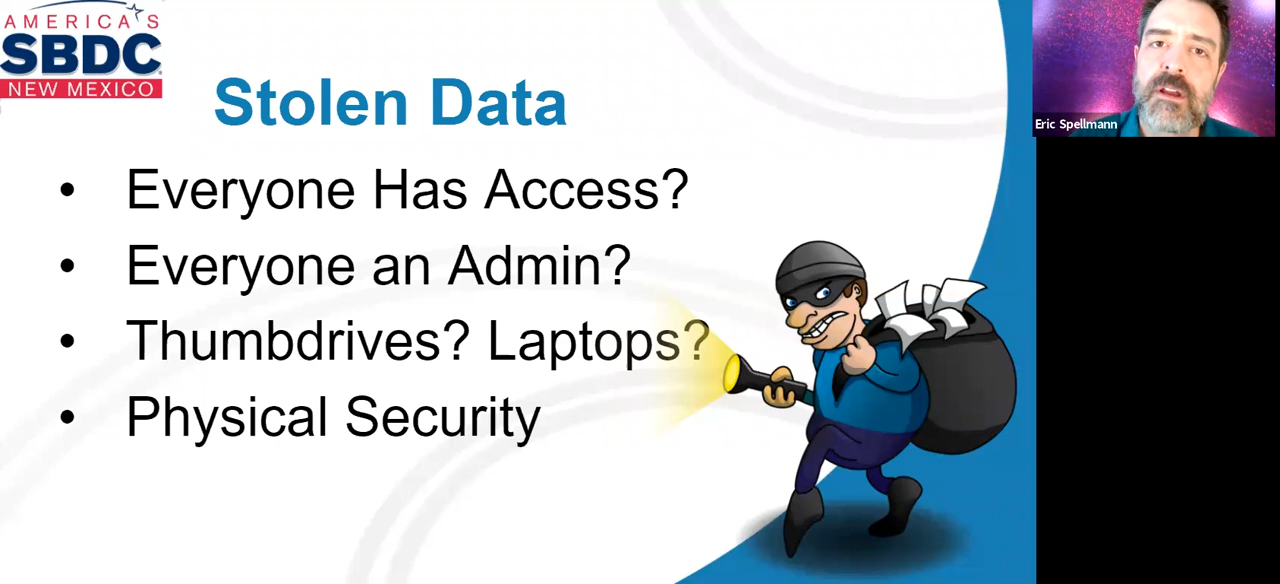 AMERICA'S
SBDC
NEW MEXICO
Stolen Data
• Everyone Has Access?
• Everyone an Admin?
• Thumbdrives? Laptops?
• Physical Security
Eric Spellmann